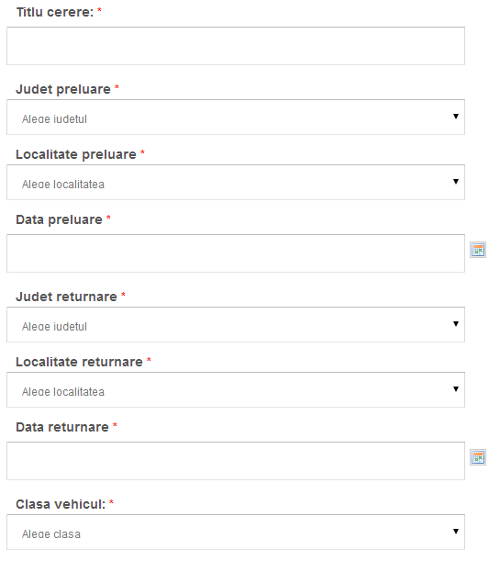 Titlu cerere: *
Judet preluare *
Alege judetul
Localitate preluare *
Alege localitatea
Data preluare *
Judet returnare *
Alege judetul
Localitate returnare *
Alege localitatea
Data returnare *
Clasa vehicul: *
Alege clasa